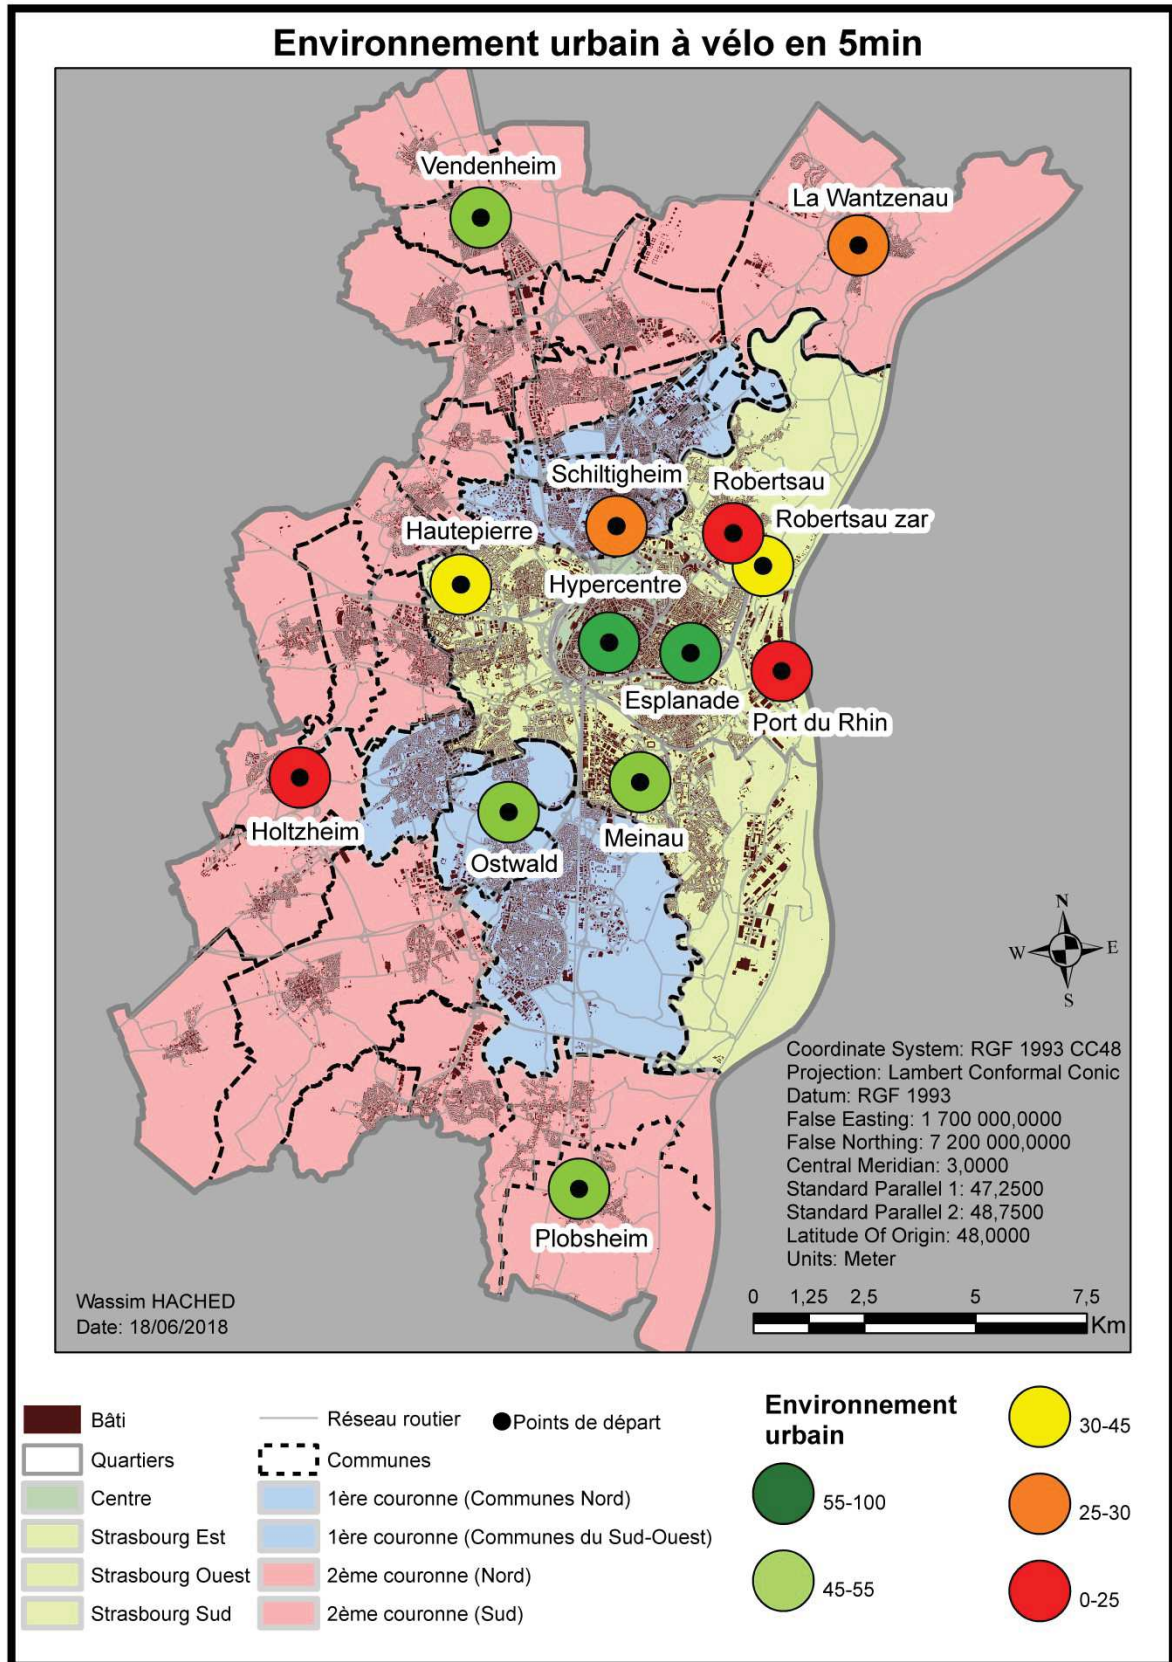 Environnement urbain à vélo en 5min
Vendenheim
La Wantzenau
Schiltigheim
Robertsau
Robertsau zar
Hautepierre
Hypercentre
Esplanade
Port du Rhin
Holtzheim
Ostwald
Meinau
Plobsheim
N
W
E
S
Coordinate System: RGF 1993 CC48
Projection: Lambert Conformal Conic
Datum: RGF 1993
False Easting: 1 700 000,0000
False Northing: 7 200 000,0000
Central Meridian: 3,0000
Standard Parallel 1: 47,2500
Standard Parallel 2: 48,7500
Latitude Of Origin: 48,0000
Units: Meter
Wassim HACHED
Date: 18/06/2018
0 1,25 2,5 5 7,5
Km
Bâti
Quartiers
Centre
Strasbourg Est
Strasbourg Ouest
Strasbourg Sud
Réseau routier
Points de départ
Communes
1ère couronne (Communes Nord)
1ère couronne (Communes du Sud-Ouest)
2ème couronne (Nord)
2ème couronne (Sud)
Environnement
urbain
55-100
45-55
30-45
25-30
0-25